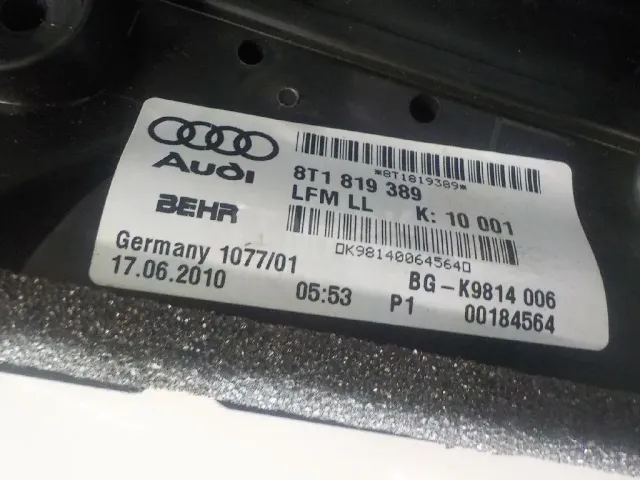 *8T1819389*
Audi 8T1 819 389
BEHR LFM LL K: 10 001
▯K98140064564▯
Germany 1077/01 BG-K9814 006
17.06.2010 05:53 P1 00184564